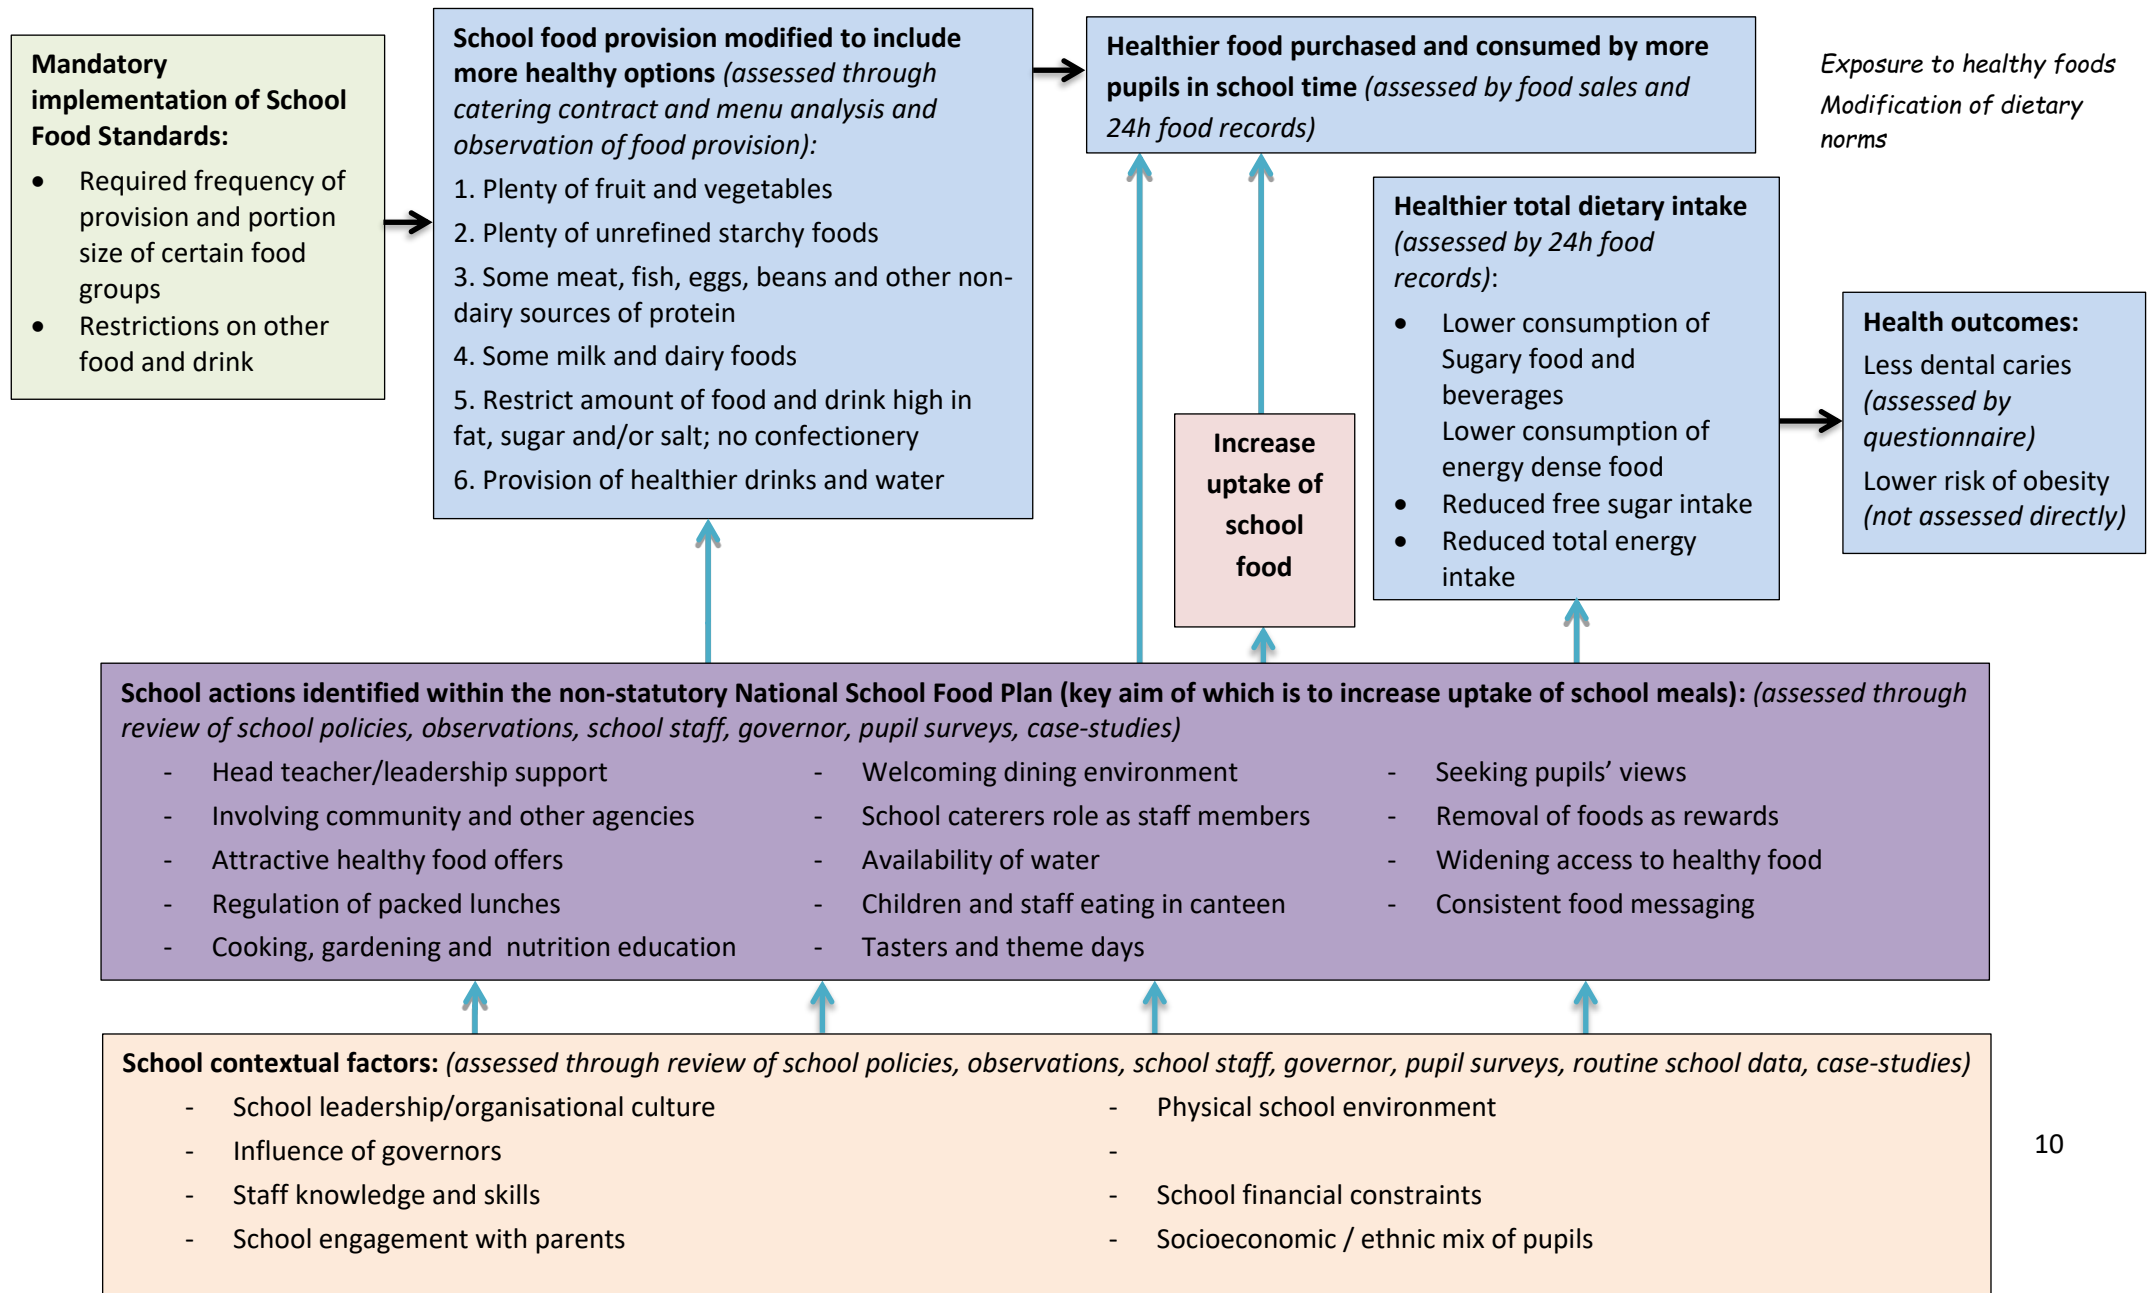 Mandatory
implementation of School
Food Standards:
• Required frequency of
provision and portion
size of certain food
groups
• Restrictions on other
food and drink
School food provision modified to include
more healthy options (assessed through
catering contract and menu analysis and
observation of food provision):
1. Plenty of fruit and vegetables
2. Plenty of unrefined starchy foods
3. Some meat, fish, eggs, beans and other non-
dairy sources of protein
4. Some milk and dairy foods
5. Restrict amount of food and drink high in
fat, sugar and/or salt; no confectionery
6. Provision of healthier drinks and water
Healthier food purchased and consumed by more
pupils in school time (assessed by food sales and
24h food records)
Exposure to healthy foods
Modification of dietary
norms
Increase
uptake of
school
food
Healthier total dietary intake
(assessed by 24h food
records):
• Lower consumption of
Sugary food and
beverages
Lower consumption of
energy dense food
• Reduced free sugar intake
• Reduced total energy
intake
Health outcomes:
Less dental caries
(assessed by
questionnaire)
Lower risk of obesity
(not assessed directly)
School actions identified within the non-statutory National School Food Plan (key aim of which is to increase uptake of school meals): (assessed through
review of school policies, observations, school staff, governor, pupil surveys, case-studies)
- Head teacher/leadership support
- Involving community and other agencies
- Attractive healthy food offers
- Regulation of packed lunches
- Cooking, gardening and nutrition education
- Welcoming dining environment
- School caterers role as staff members
- Availability of water
- Children and staff eating in canteen
- Tasters and theme days
- Seeking pupils’ views
- Removal of foods as rewards
- Widening access to healthy food
- Consistent food messaging
School contextual factors: (assessed through review of school policies, observations, school staff, governor, pupil surveys, routine school data, case-studies)
- School leadership/organisational culture
- Influence of governors
- Staff knowledge and skills
- School engagement with parents
- Physical school environment
-
- School financial constraints
- Socioeconomic / ethnic mix of pupils
10